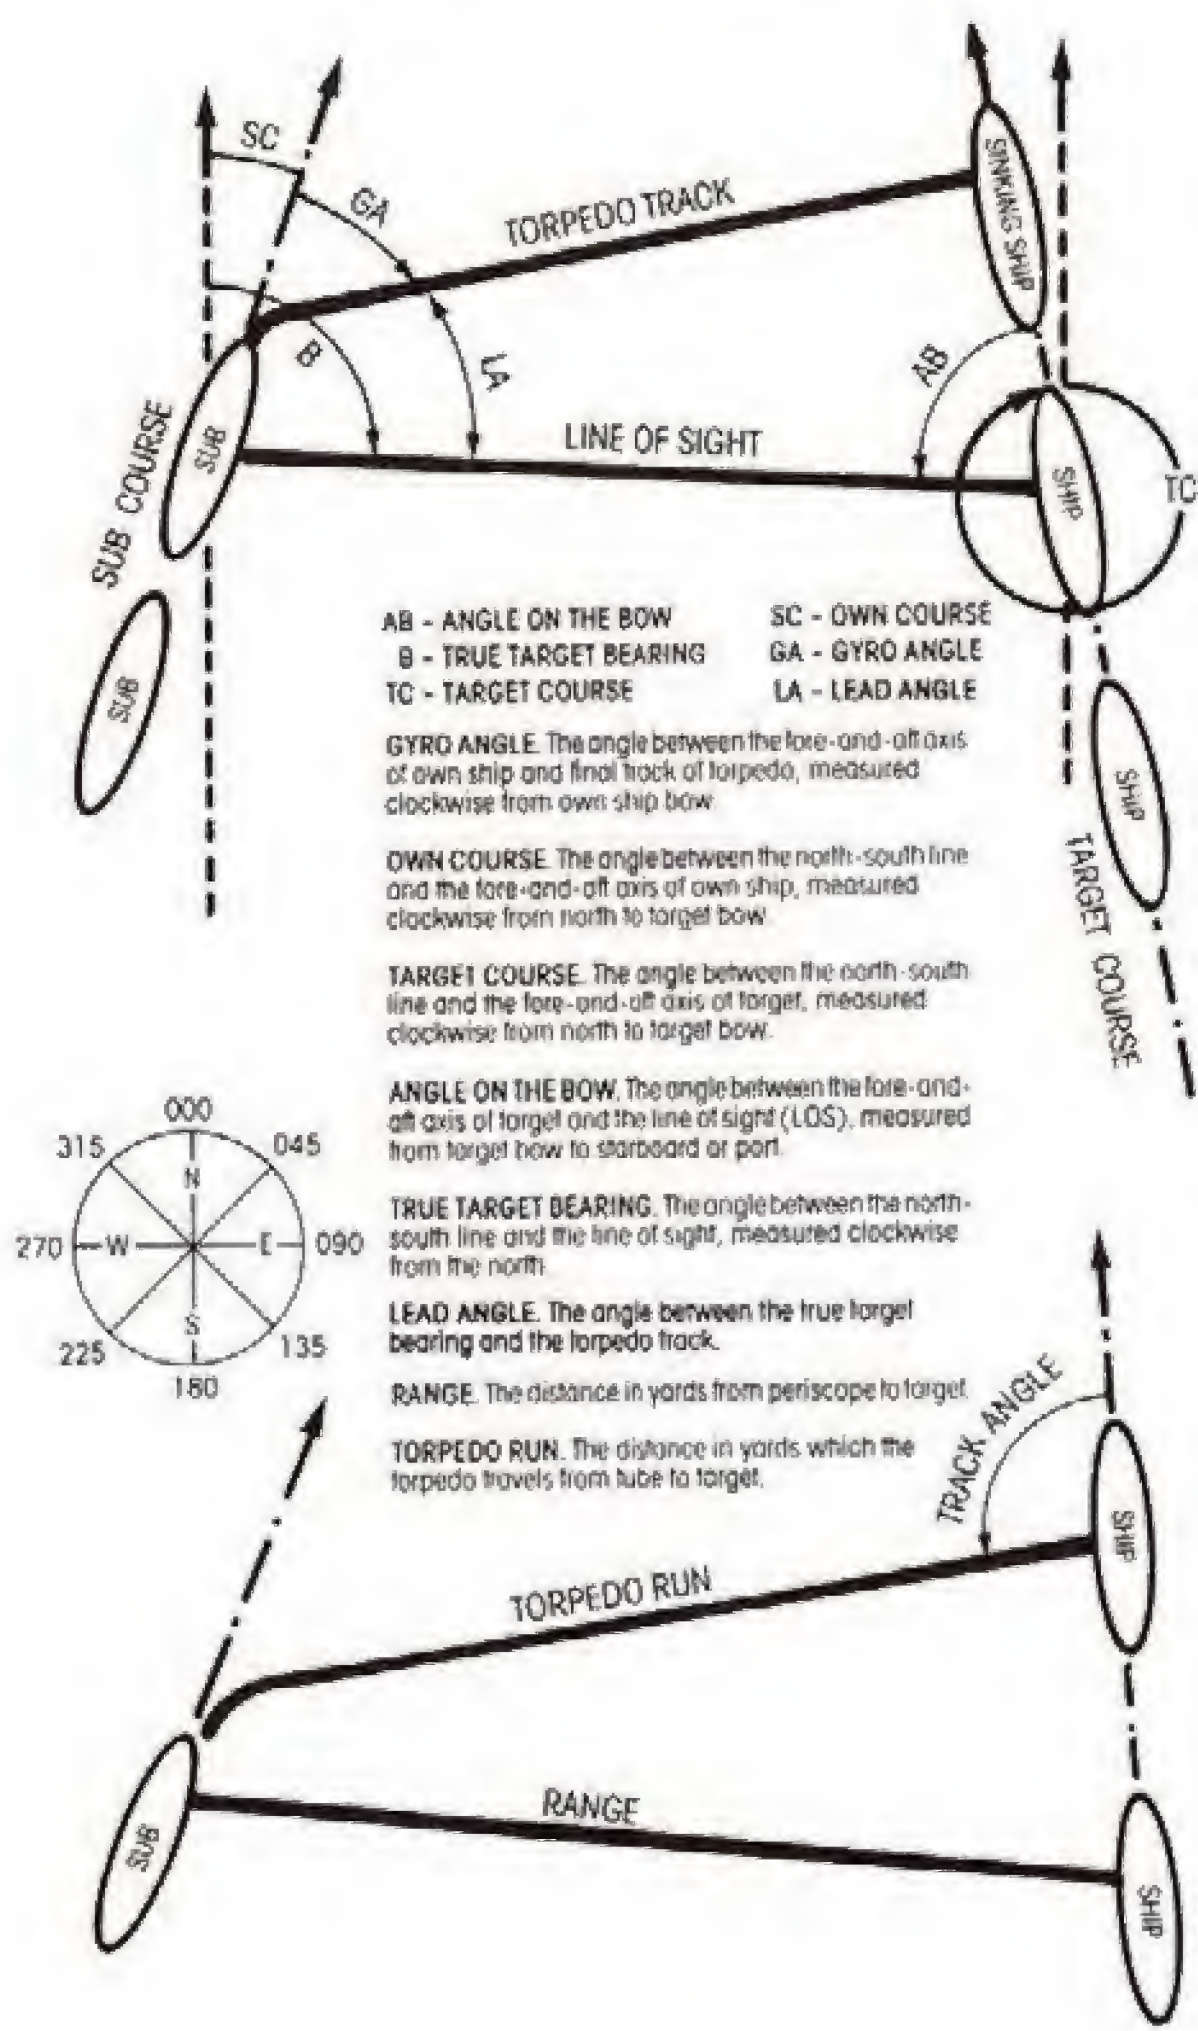 SC
GA
TORPEDO TRACK
SINKING SHIP
B
LA
AB
SUB COURSE
SUB
LINE OF SIGHT
SHIP
TC
SUB
AB - ANGLE ON THE BOW
B - TRUE TARGET BEARING
TC - TARGET COURSE
SC - OWN COURSE
GA - GYRO ANGLE
LA - LEAD ANGLE
SHIP
TARGET COURSE
GYRO ANGLE. The angle between the fore-and-aft axis
of own ship and final track of torpedo, measured
clockwise from own ship bow.
OWN COURSE. The angle between the north-south line
and the fore-and-aft axis of own ship, measured
clockwise from north to target bow.
TARGET COURSE. The angle between the north-south
line and the fore-and-aft axis of target, measured
clockwise from north to target bow.
ANGLE ON THE BOW. The angle between the fore-and-
aft axis of target and the line of sight (LOS), measured
from target bow to starboard or port.
TRUE TARGET BEARING. The angle between the north-
south line and the line of sight, measured clockwise
from the north.
LEAD ANGLE. The angle between the true target
bearing and the torpedo track.
RANGE. The distance in yards from periscope to target.
TORPEDO RUN. The distance in yards which the
torpedo travels from tube to target.
000
315
045
N
270
W
E
090
S
225
135
180
TRACK ANGLE
SHIP
TORPEDO RUN
RANGE
SUB
SHIP